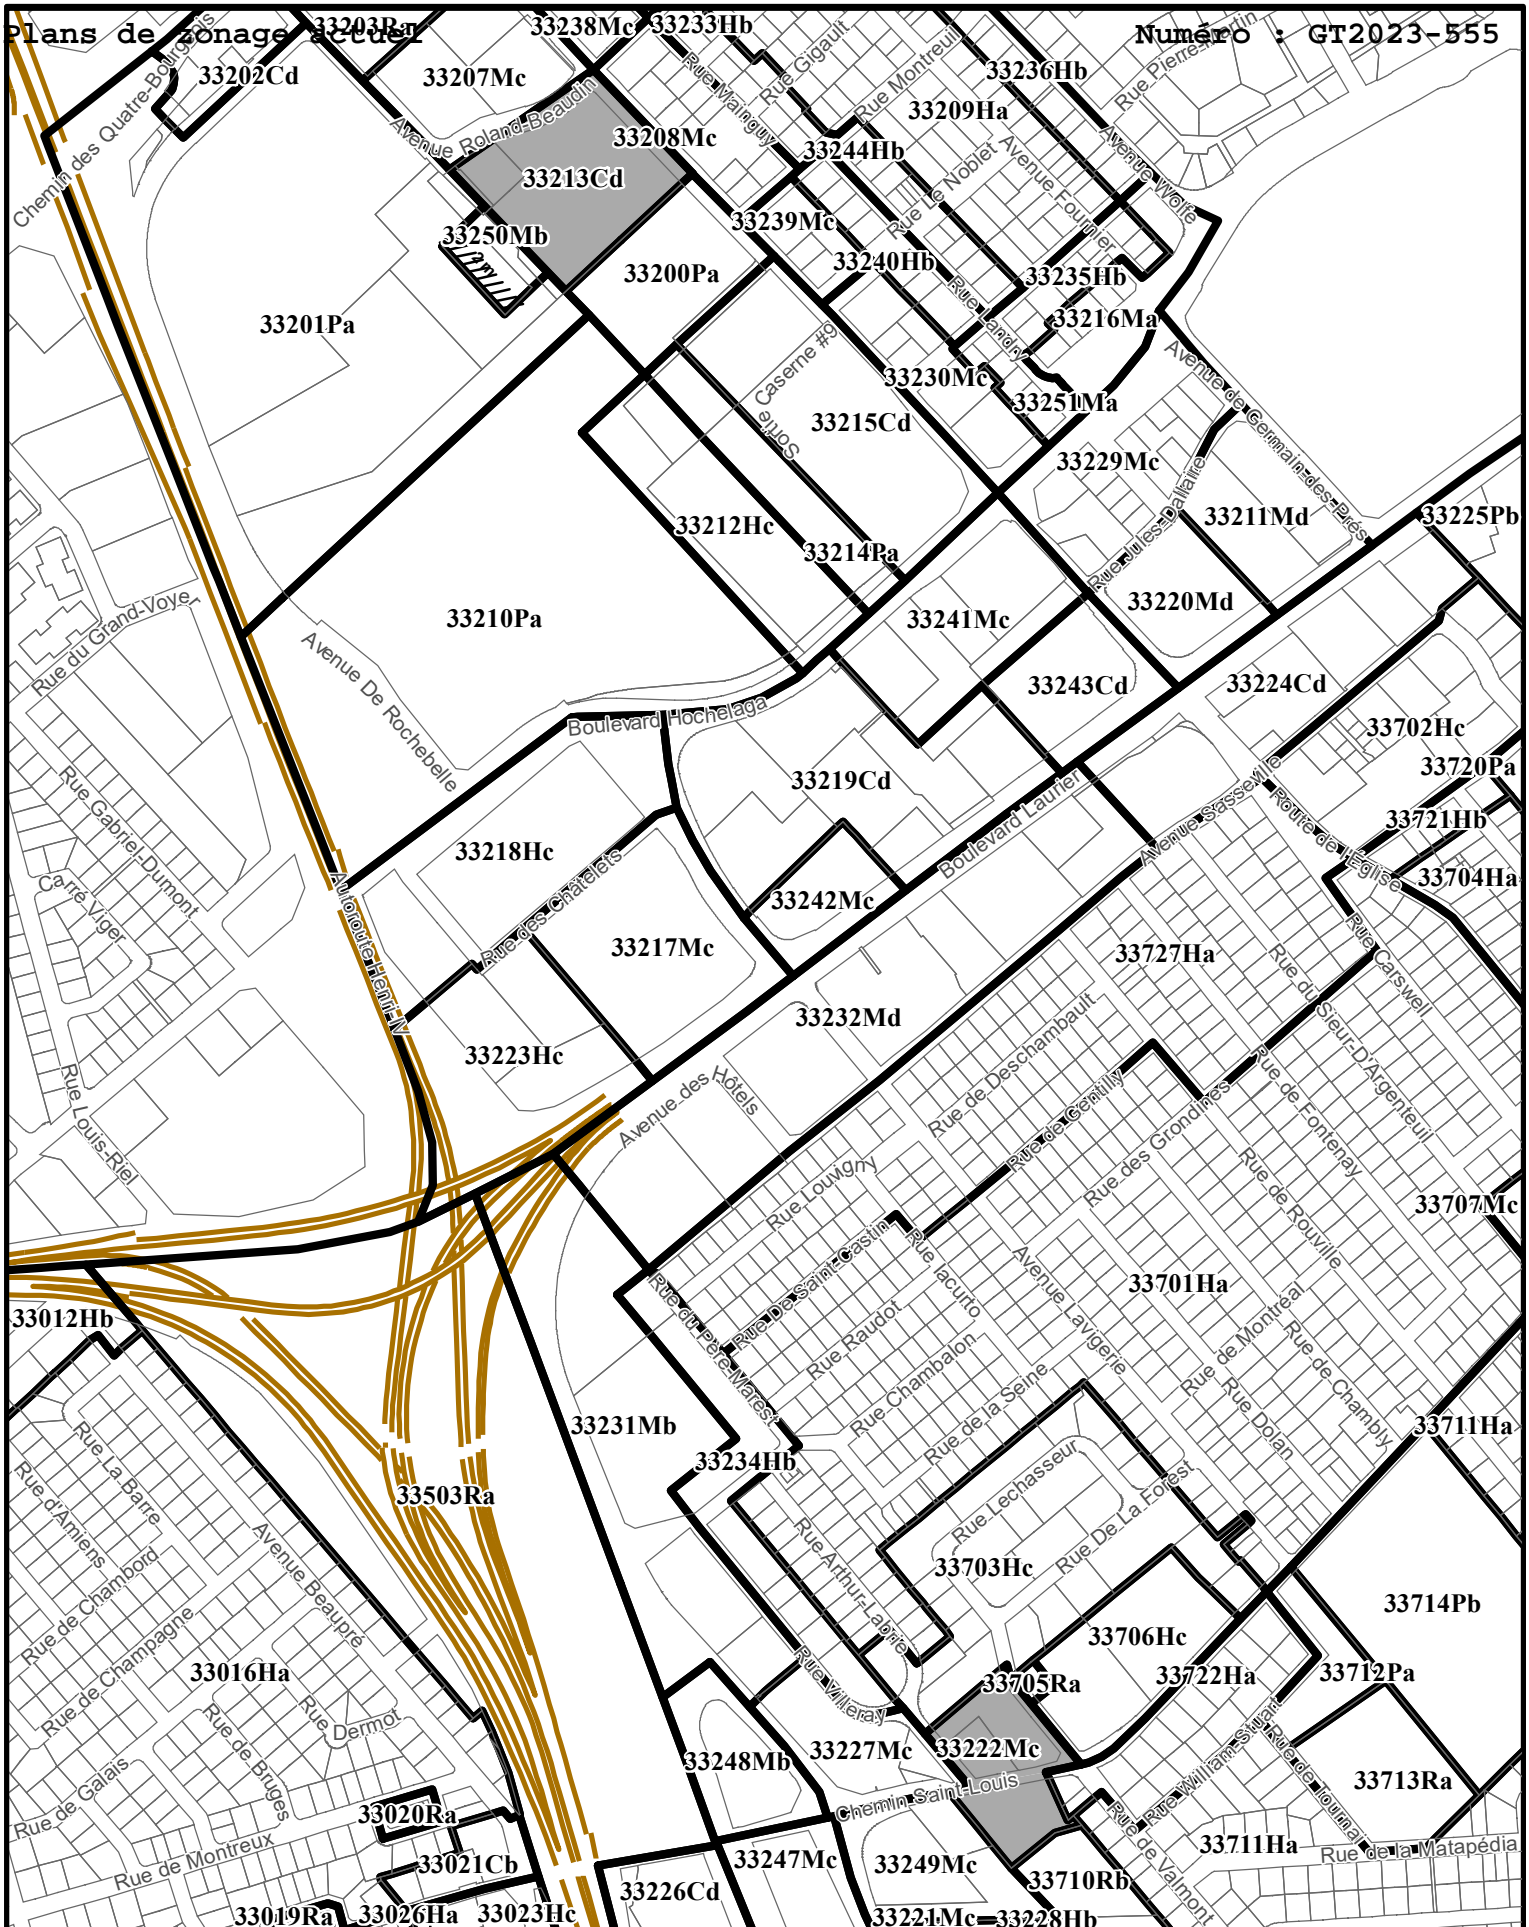 Plans de zonage actuel
Numéro : GT2023-555
33203Ra
33238Mc
33233Hb
33202Cd
33207Mc
33236Hb
Rue Pierre-Martin
Chemin des Quatre-Bourgeois
Rue Mainguy
Rue Gigault
Rue Montreuil
33209Ha
Avenue Roland-Beaudin
33208Mc
33244Hb
Avenue Wolfe
33213Cd
Rue Le Noblet
Avenue Fournier
33250Mb
33239Mc
33240Hb
33200Pa
33235Hb
33201Pa
Rue Landry
33216Ma
Avenue de Germain-des-Prés
Sortie Caserne #9
33230Mc
33251Ma
33215Cd
33229Mc
33211Md
33225Pb
33212Hc
33214Pa
Rue Jules-Dallaire
33220Md
33210Pa
33241Mc
Rue du Grand-Voyer
Avenue De Rochebelle
33243Cd
33224Cd
Boulevard Hochelaga
33702Hc
33720Pa
33219Cd
Boulevard Laurier
Avenue Sasseville
Route de l'Église
33721Hb
33218Hc
Rue Gabriel-Dumont
33704Ha
Carré Viger
Autoroute Henri-IV
Rue des Châtelets
33242Mc
33217Mc
33727Ha
Rue Carswell
Rue du Sieur-D'Argenteuil
33232Md
33223Hc
Rue de Deschambault
Avenue des Hôtels
Rue de Gentilly
Rue de Fontenay
Rue Louis-Riel
Rue des Grondines
Rue Louvigny
Rue de Rouville
33707Mc
Rue De Saint-Castin
Rue Iacurto
Avenue Lavigerie
33701Ha
33012Hb
Rue du Père-Marest
Rue Raudot
Rue Chambalon
Rue de la Seine
Rue de Montréal
Rue de Chambly
Rue Dolan
33711Ha
33231Mb
33234Hb
Rue La Barre
Rue d'Amiens
33503Ra
Rue Lechasseur
Rue De La Forest
Avenue Beaupré
Rue Arthur-Labrie
33703Hc
Rue de Chambord
33714Pb
Rue de Champagne
33706Hc
33016Ha
33705Ra
33722Ha
33712Pa
Rue Dermot
Rue de Bruges
Rue Villeray
33227Mc
33222Mc
33248Mb
Rue William-Stuart
Rue de Tournai
33713Ra
Rue de Galais
Chemin Saint-Louis
33020Ra
Rue de Montreux
Rue de Valmont
33711Ha
Rue de la Matapédia
33021Cb
33247Mc
33249Mc
33226Cd
33710Rb
33019Ra
33026Ha
33023Hc
33221Mc
33228Hb